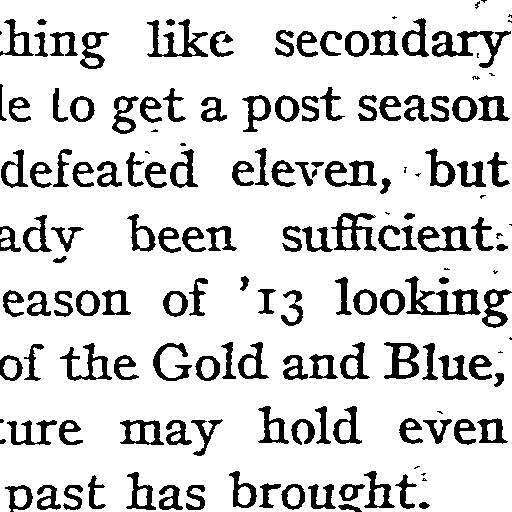 thing like secondary
le to get a post season
defeated eleven, but
ady been sufficient.
eason of '13 looking
of the Gold and Blue,
ture may hold even
past has brought.